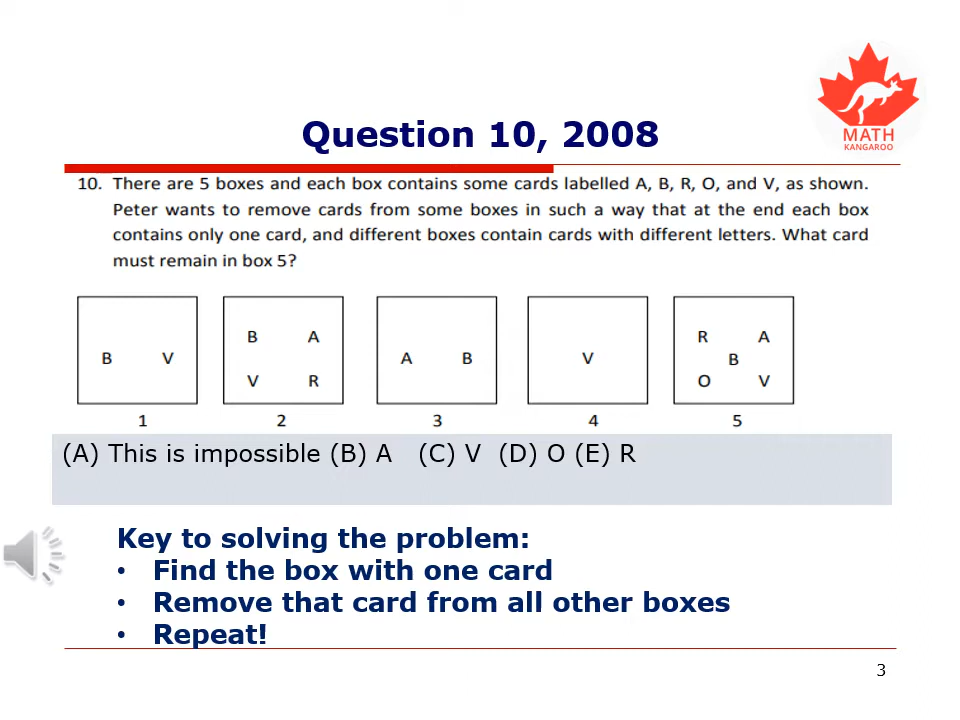 MATH
KANGAROO
Question 10, 2008
10. There are 5 boxes and each box contains some cards labelled A, B, R, O, and V, as shown.
Peter wants to remove cards from some boxes in such a way that at the end each box
contains only one card, and different boxes contain cards with different letters. What card
must remain in box 5?
B V
B A
V R
A B
V
R A
B
O V
1 2 3 4 5
(A) This is impossible (B) A (C) V (D) O (E) R
Key to solving the problem:
• Find the box with one card
• Remove that card from all other boxes
• Repeat!
3